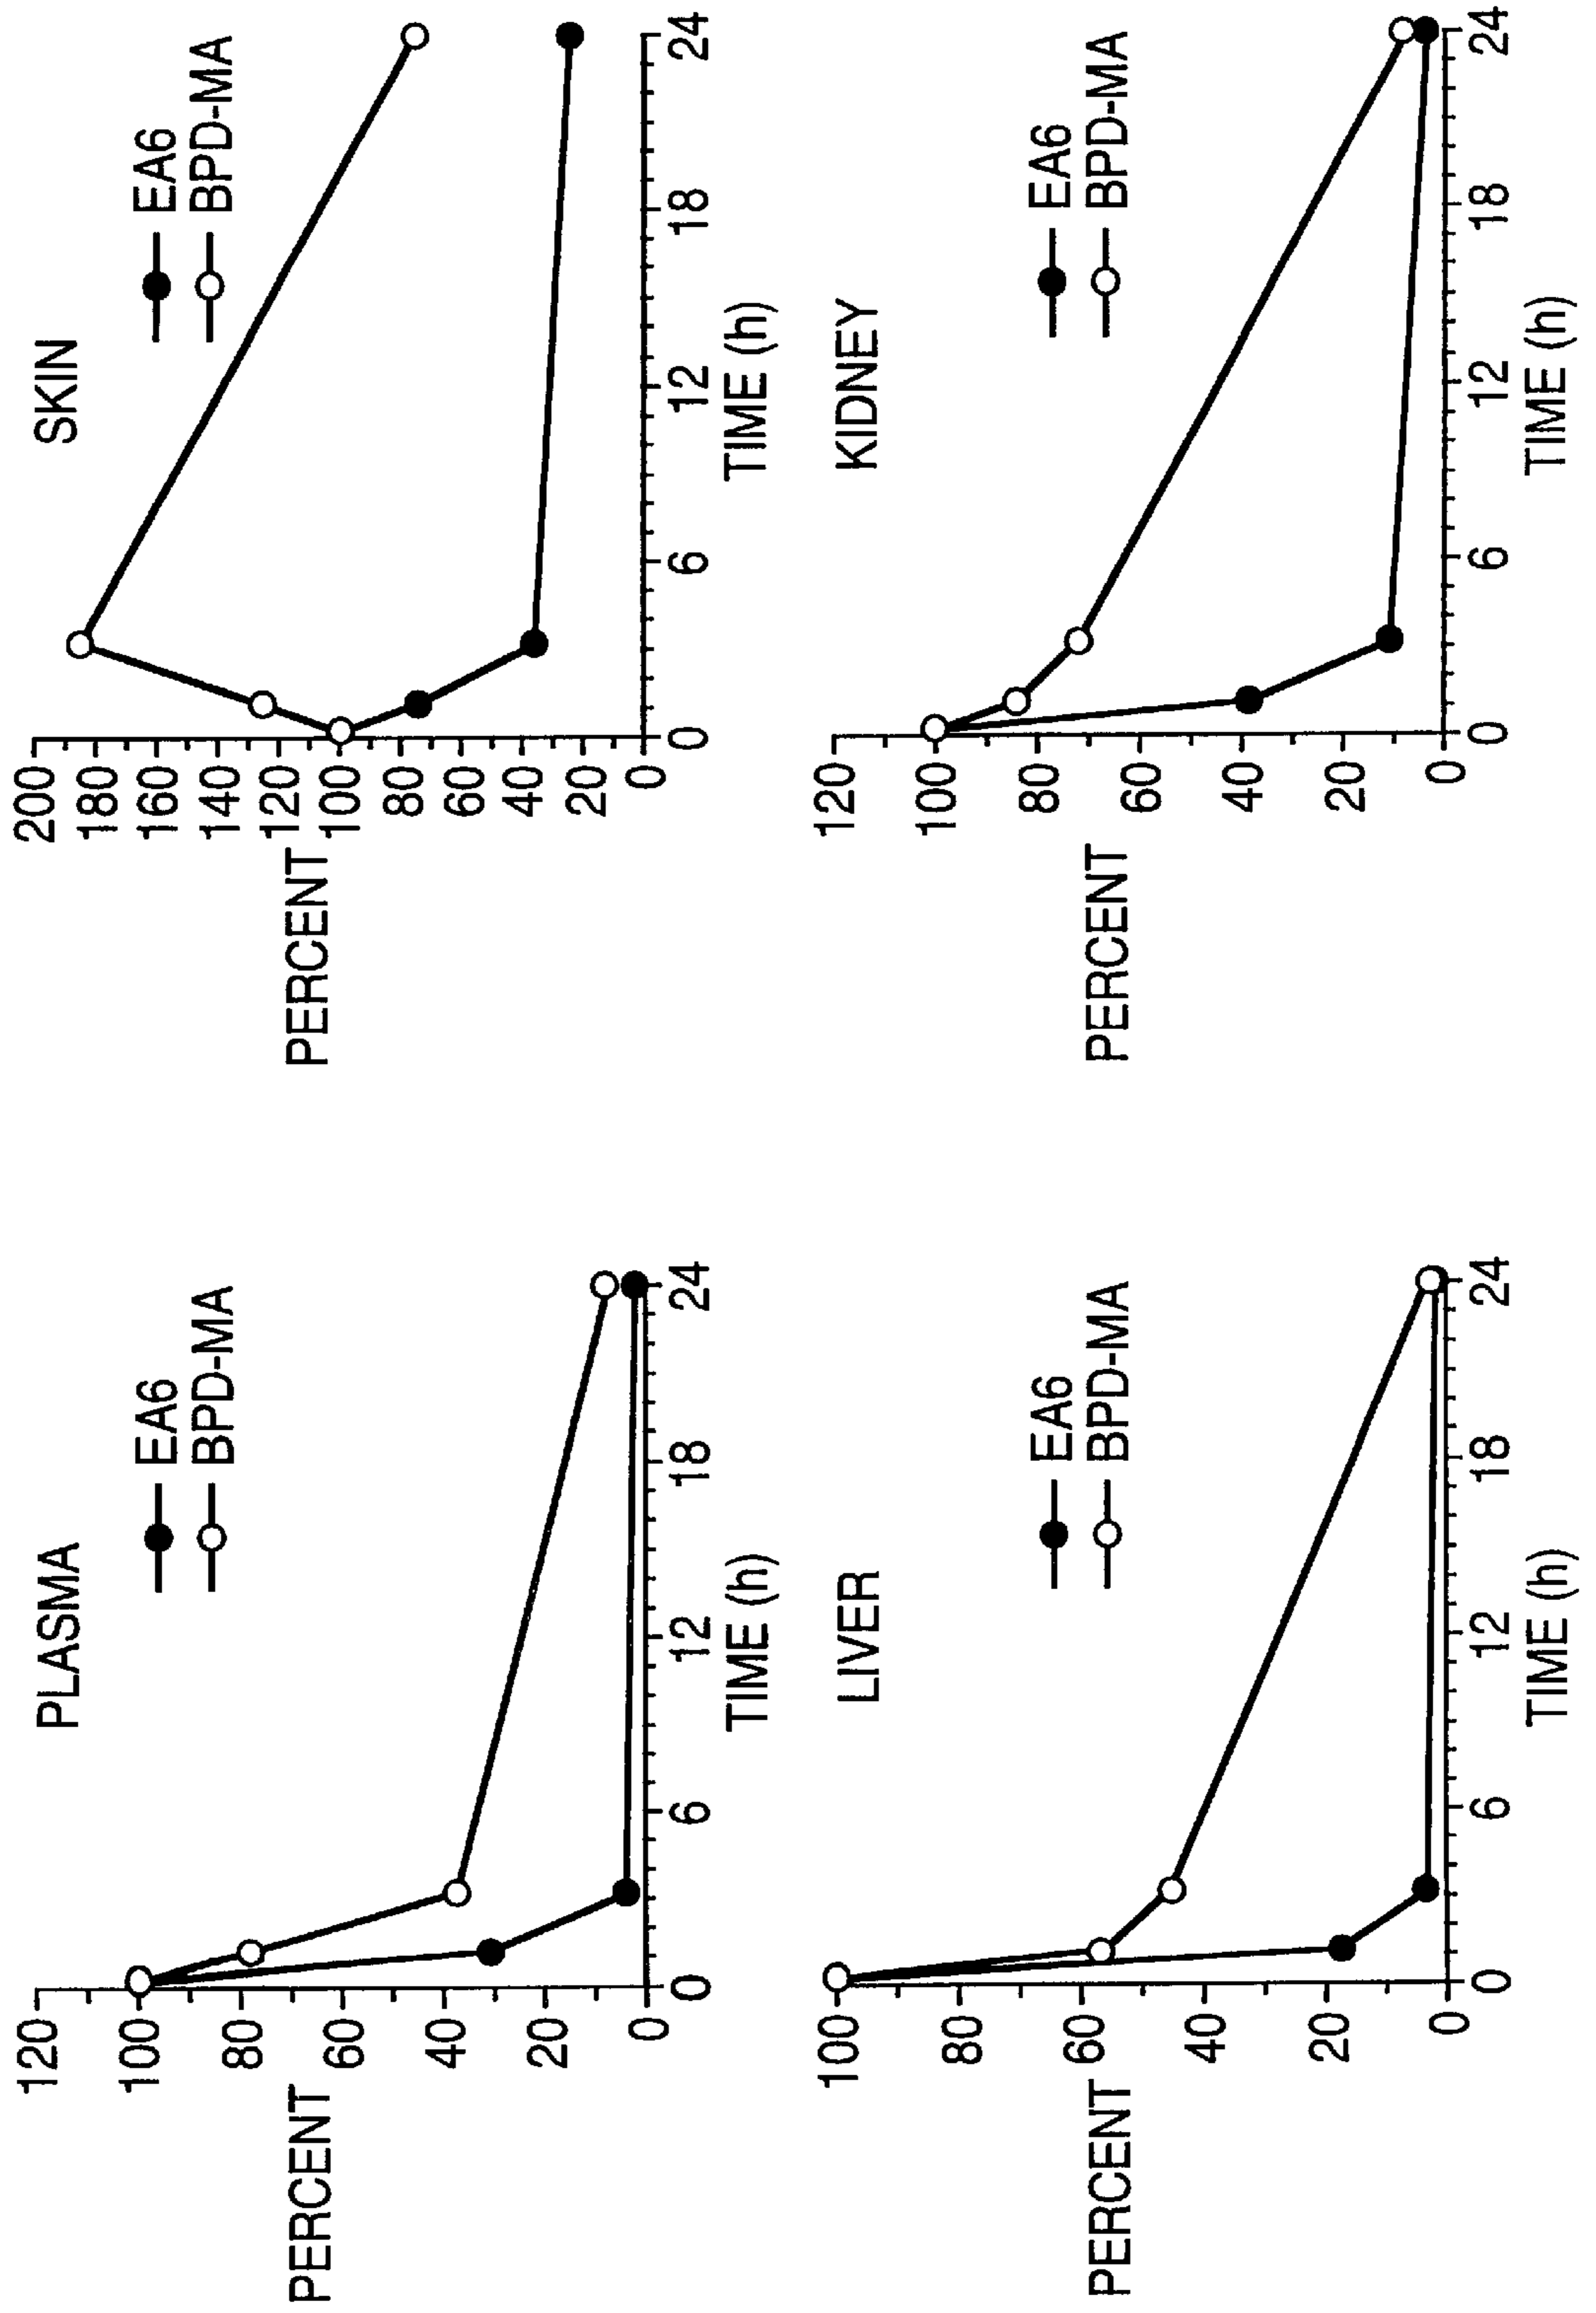 PLASMA
EA6
BPD-MA
PERCENT
120
100
80
60
40
20
0
0 6 12 18 24
TIME (h)
SKIN
EA6
BPD-MA
PERCENT
200
180
160
140
120
100
80
60
40
20
0
0 6 12 18 24
TIME (h)
LIVER
EA6
BPD-MA
PERCENT
100
80
60
40
20
0
0 6 12 18 24
TIME (h)
KIDNEY
EA6
BPD-MA
PERCENT
120
100
80
60
40
20
0
0 6 12 18 24
TIME (h)